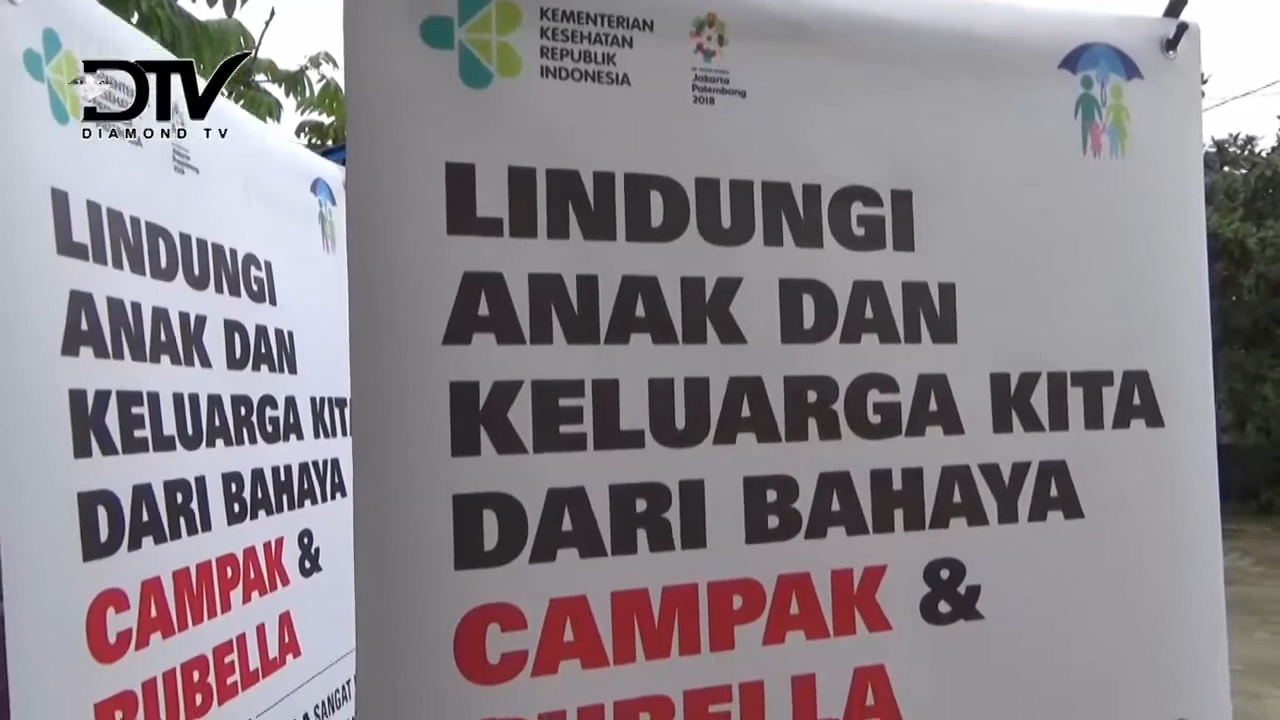 DTV
DIAMOND TV
LINDUNGI
ANAK DAN
KELUARGA KITA
DARI BAHAYA
CAMPAK &
RUBELLA
SANGAT
KEMENTERIAN
KESEHATAN
REPUBLIK
INDONESIA
Jakarta
Palembang
2018
LINDUNGI
ANAK DAN
KELUARGA KITA
DARI BAHAYA
CAMPAK &
RUBELLA